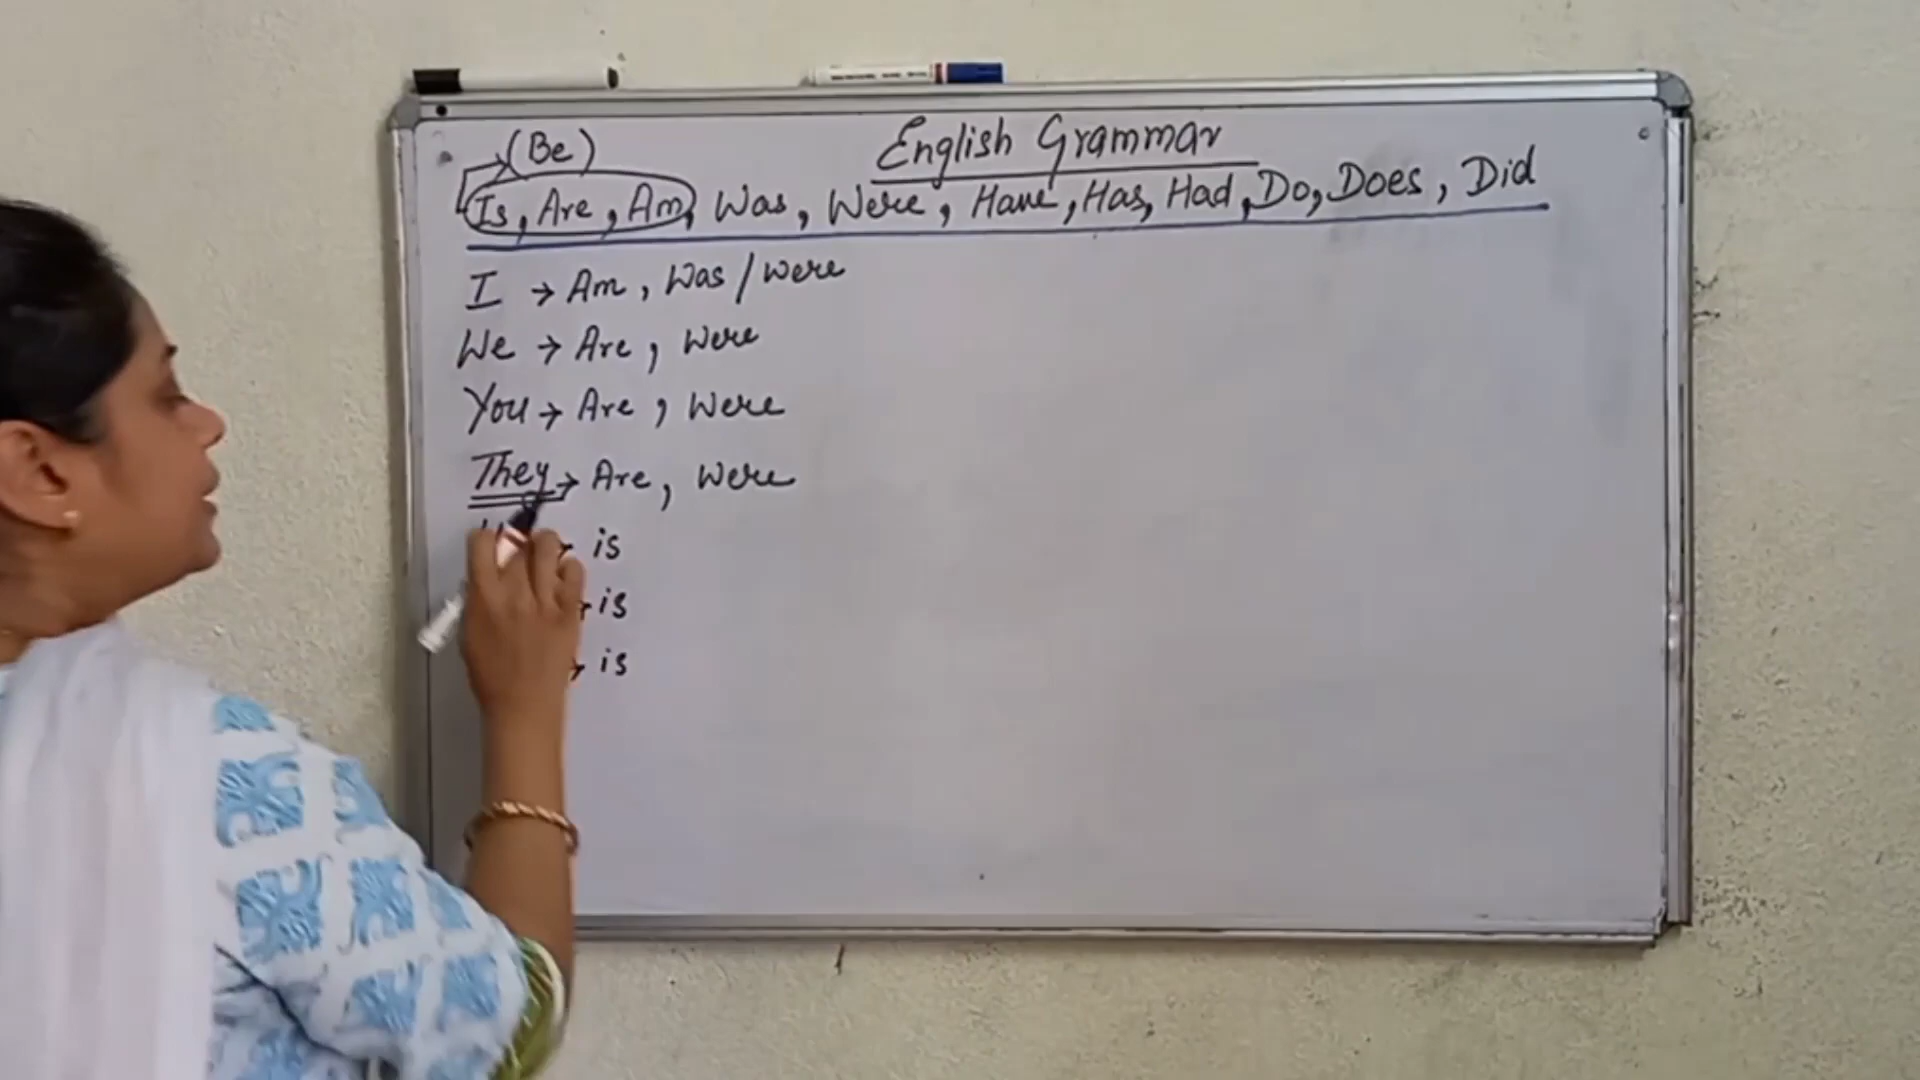 (Be)
English Grammar
Is, Are, Am, Was, Were, Have, Has, Had, Do, Does, Did
I → Am, Was/Were
We → Are, Were
You → Are, Were
They → Are, Were
is
→ is
→ is